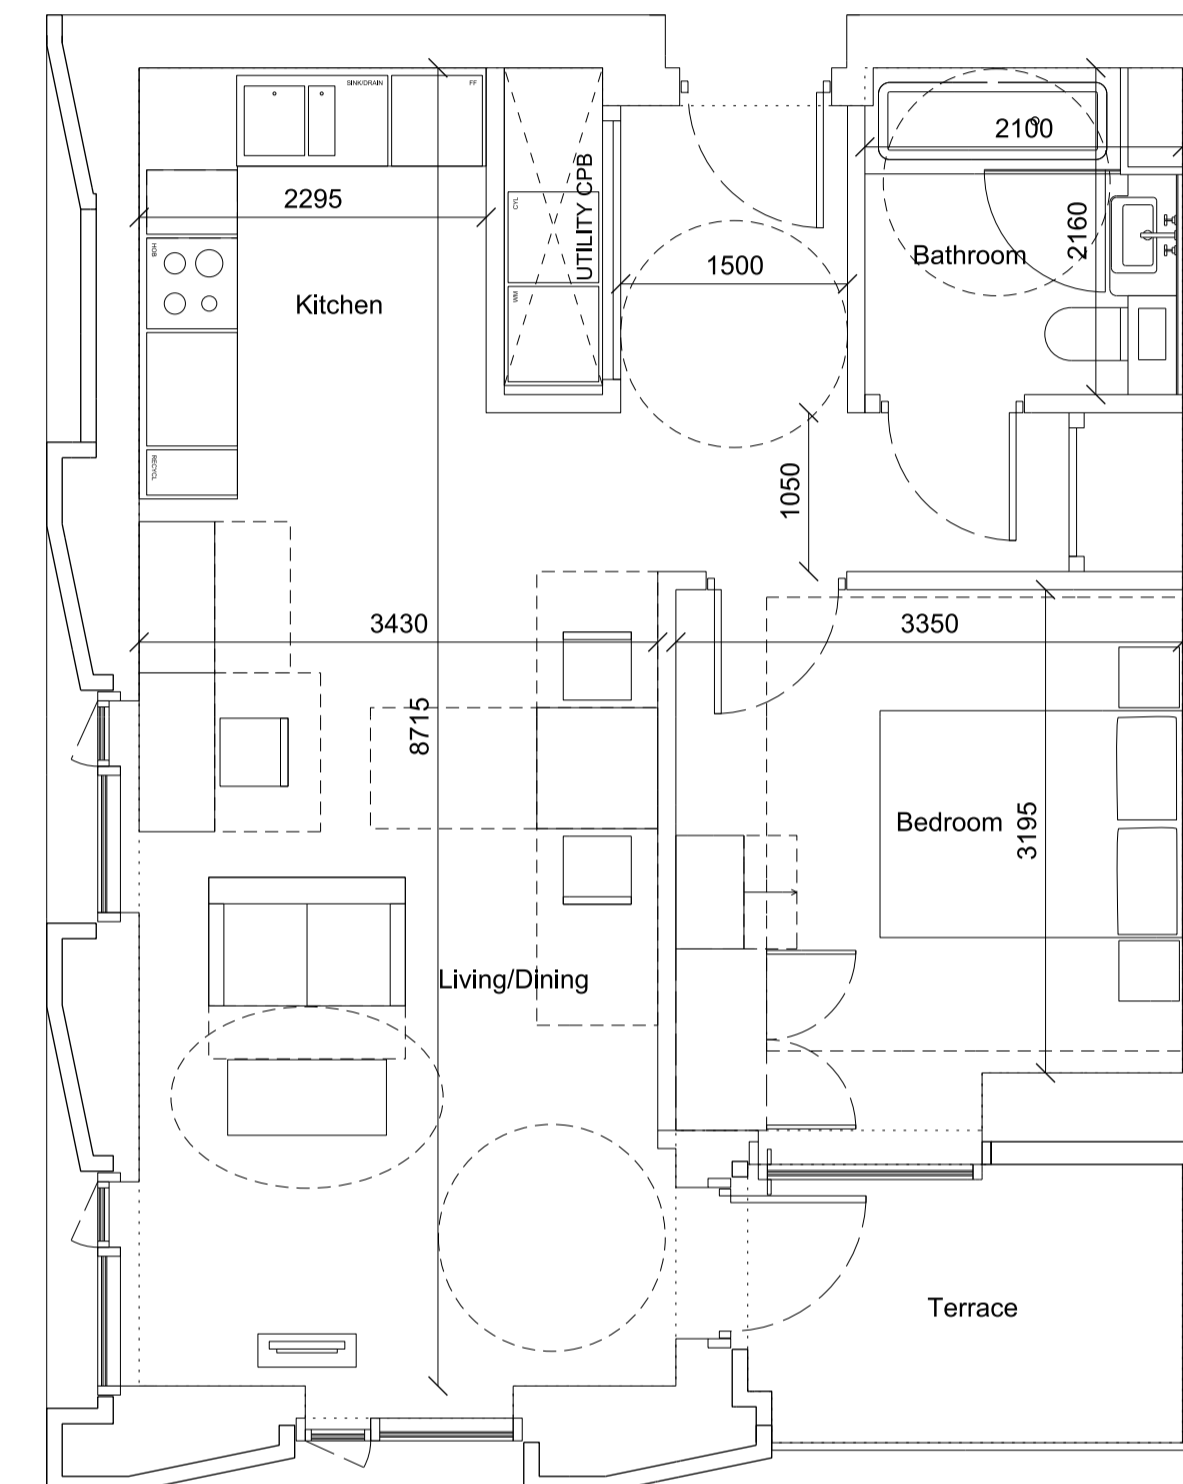 SINK/DRAIN
FF
2100
UTILITY CPB
2295
CYL
2160
HOB
Bathroom
1500
WM
Kitchen
RECYCL
1050
3430
3350
8715
Bedroom
3195
Living/Dining
Terrace